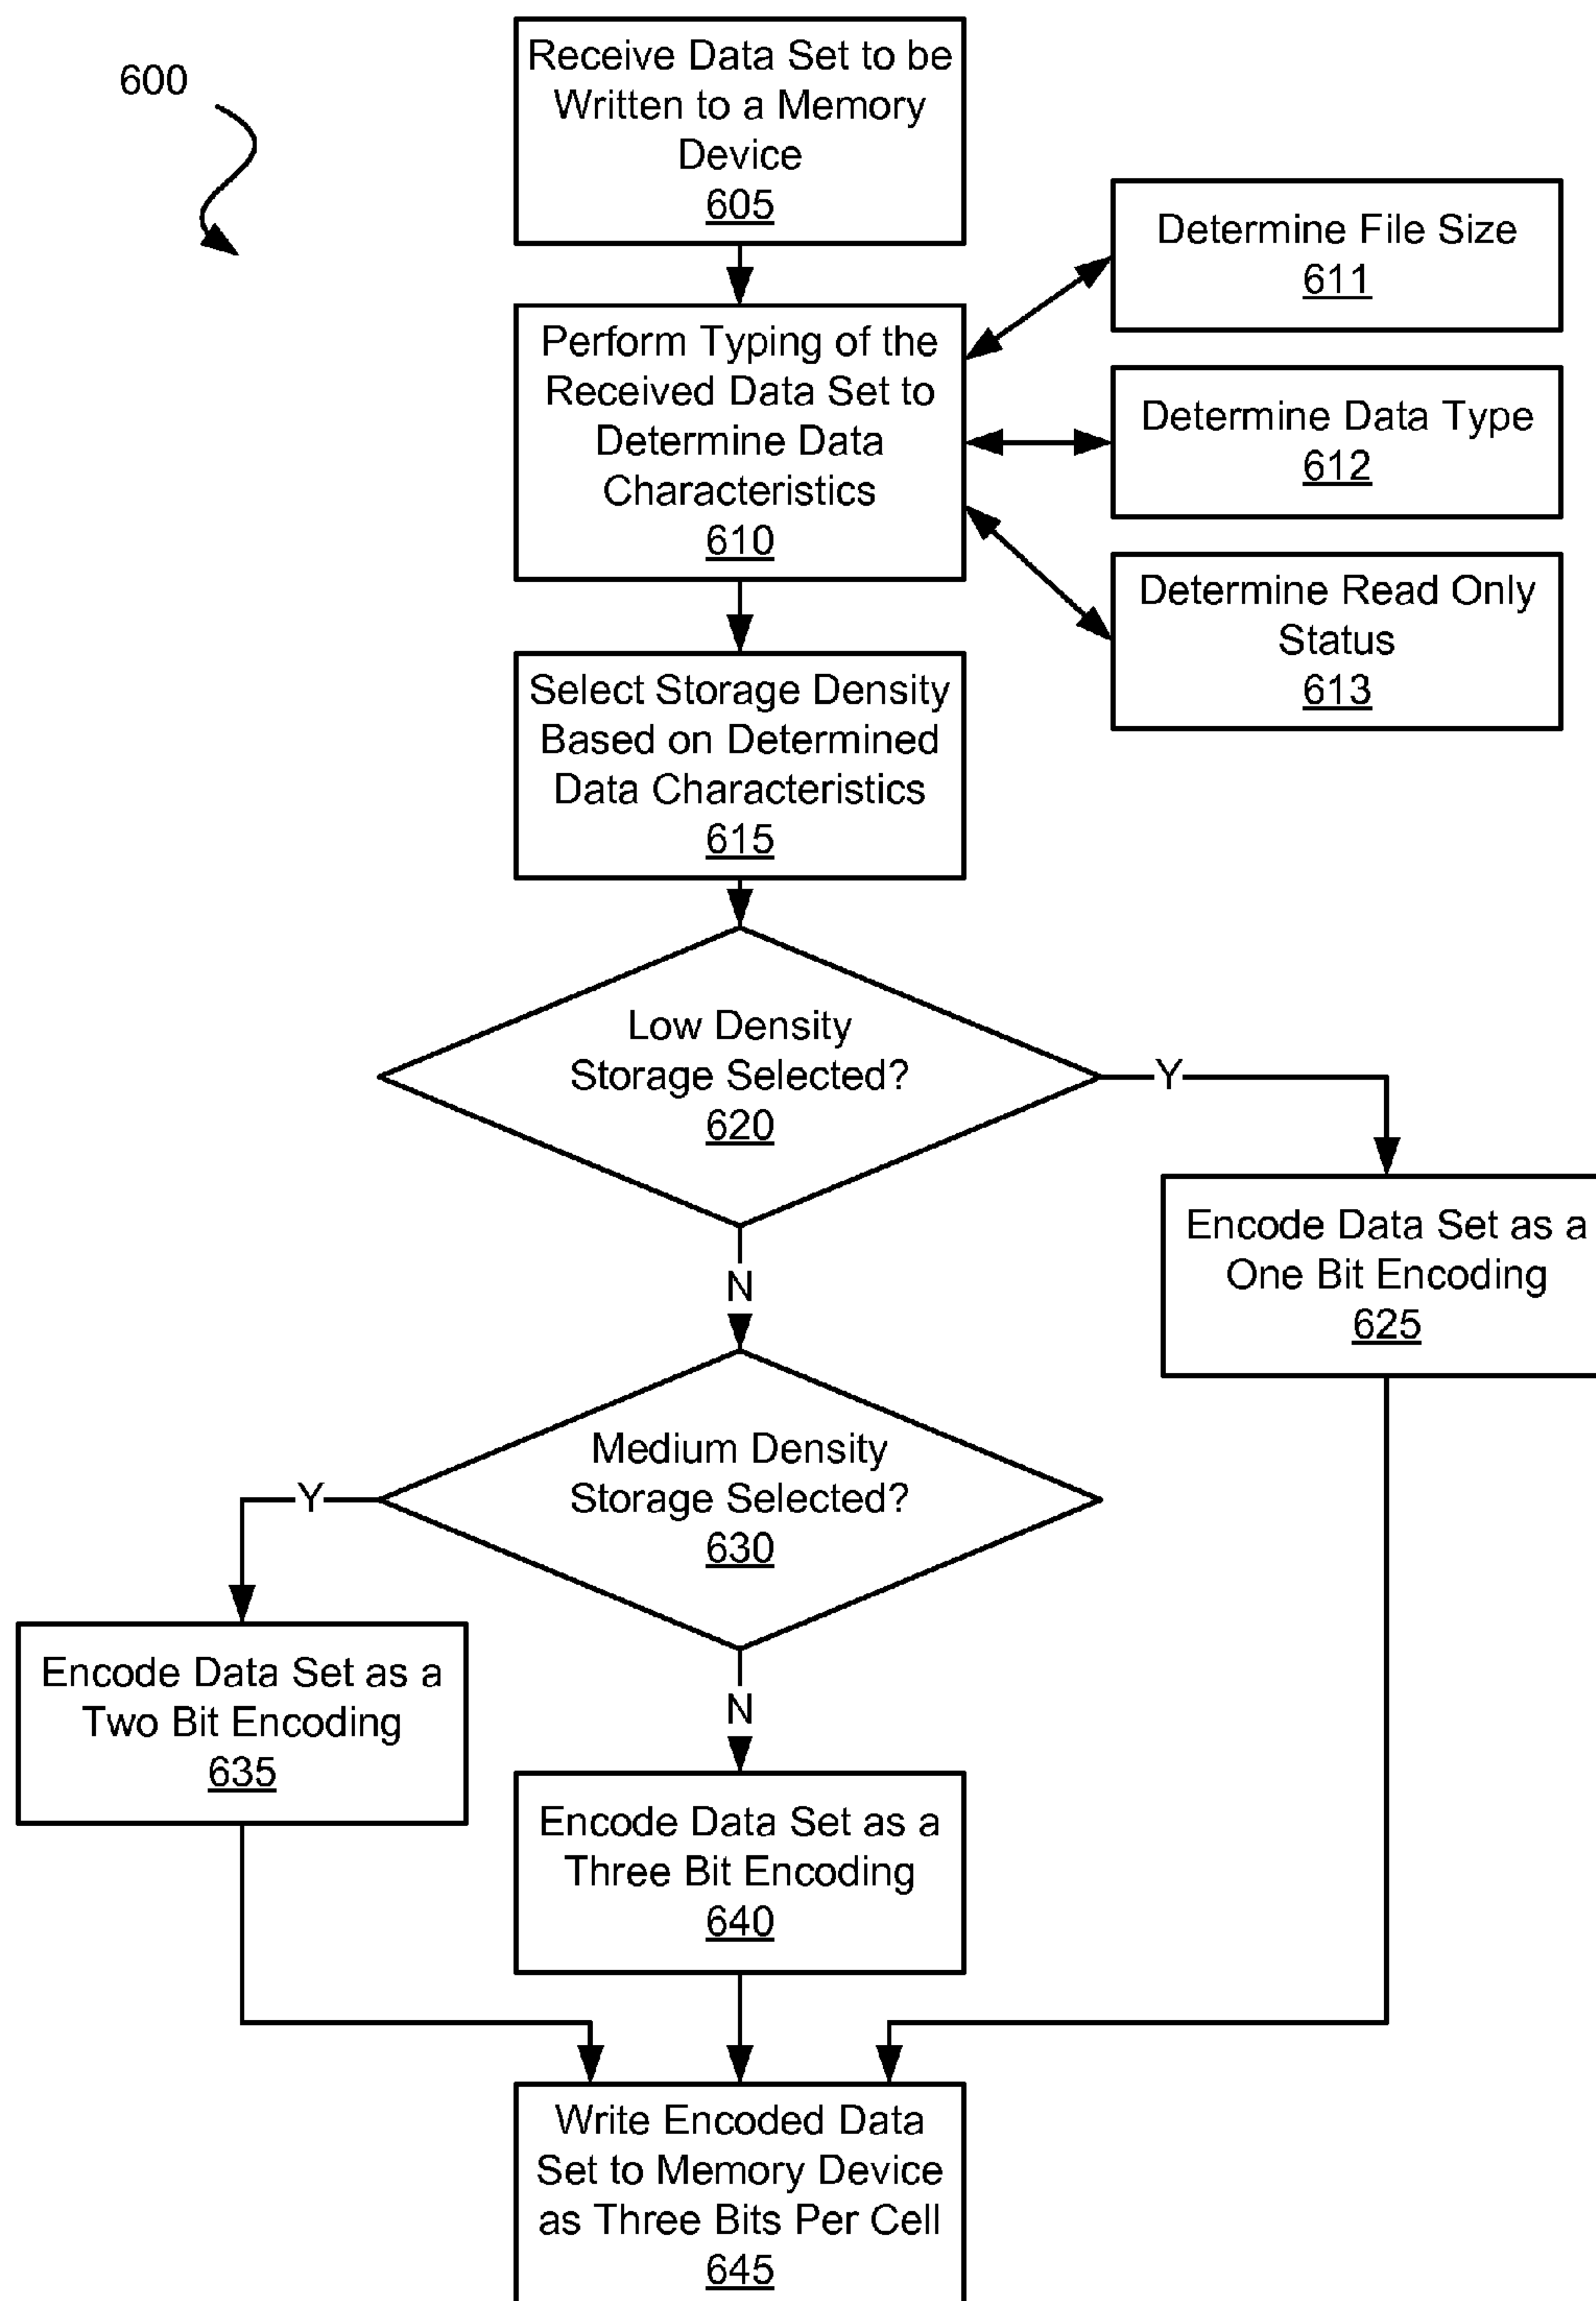 600
Receive Data Set to be
Written to a Memory
Device
605
Determine File Size
611
Perform Typing of the
Received Data Set to
Determine Data
Characteristics
610
Determine Data Type
612
Determine Read Only
Status
613
Select Storage Density
Based on Determined
Data Characteristics
615
Low Density
Storage Selected?
620
Y
Encode Data Set as a
One Bit Encoding
625
N
Medium Density
Storage Selected?
630
Y
Encode Data Set as a
Two Bit Encoding
635
N
Encode Data Set as a
Three Bit Encoding
640
Write Encoded Data
Set to Memory Device
as Three Bits Per Cell
645